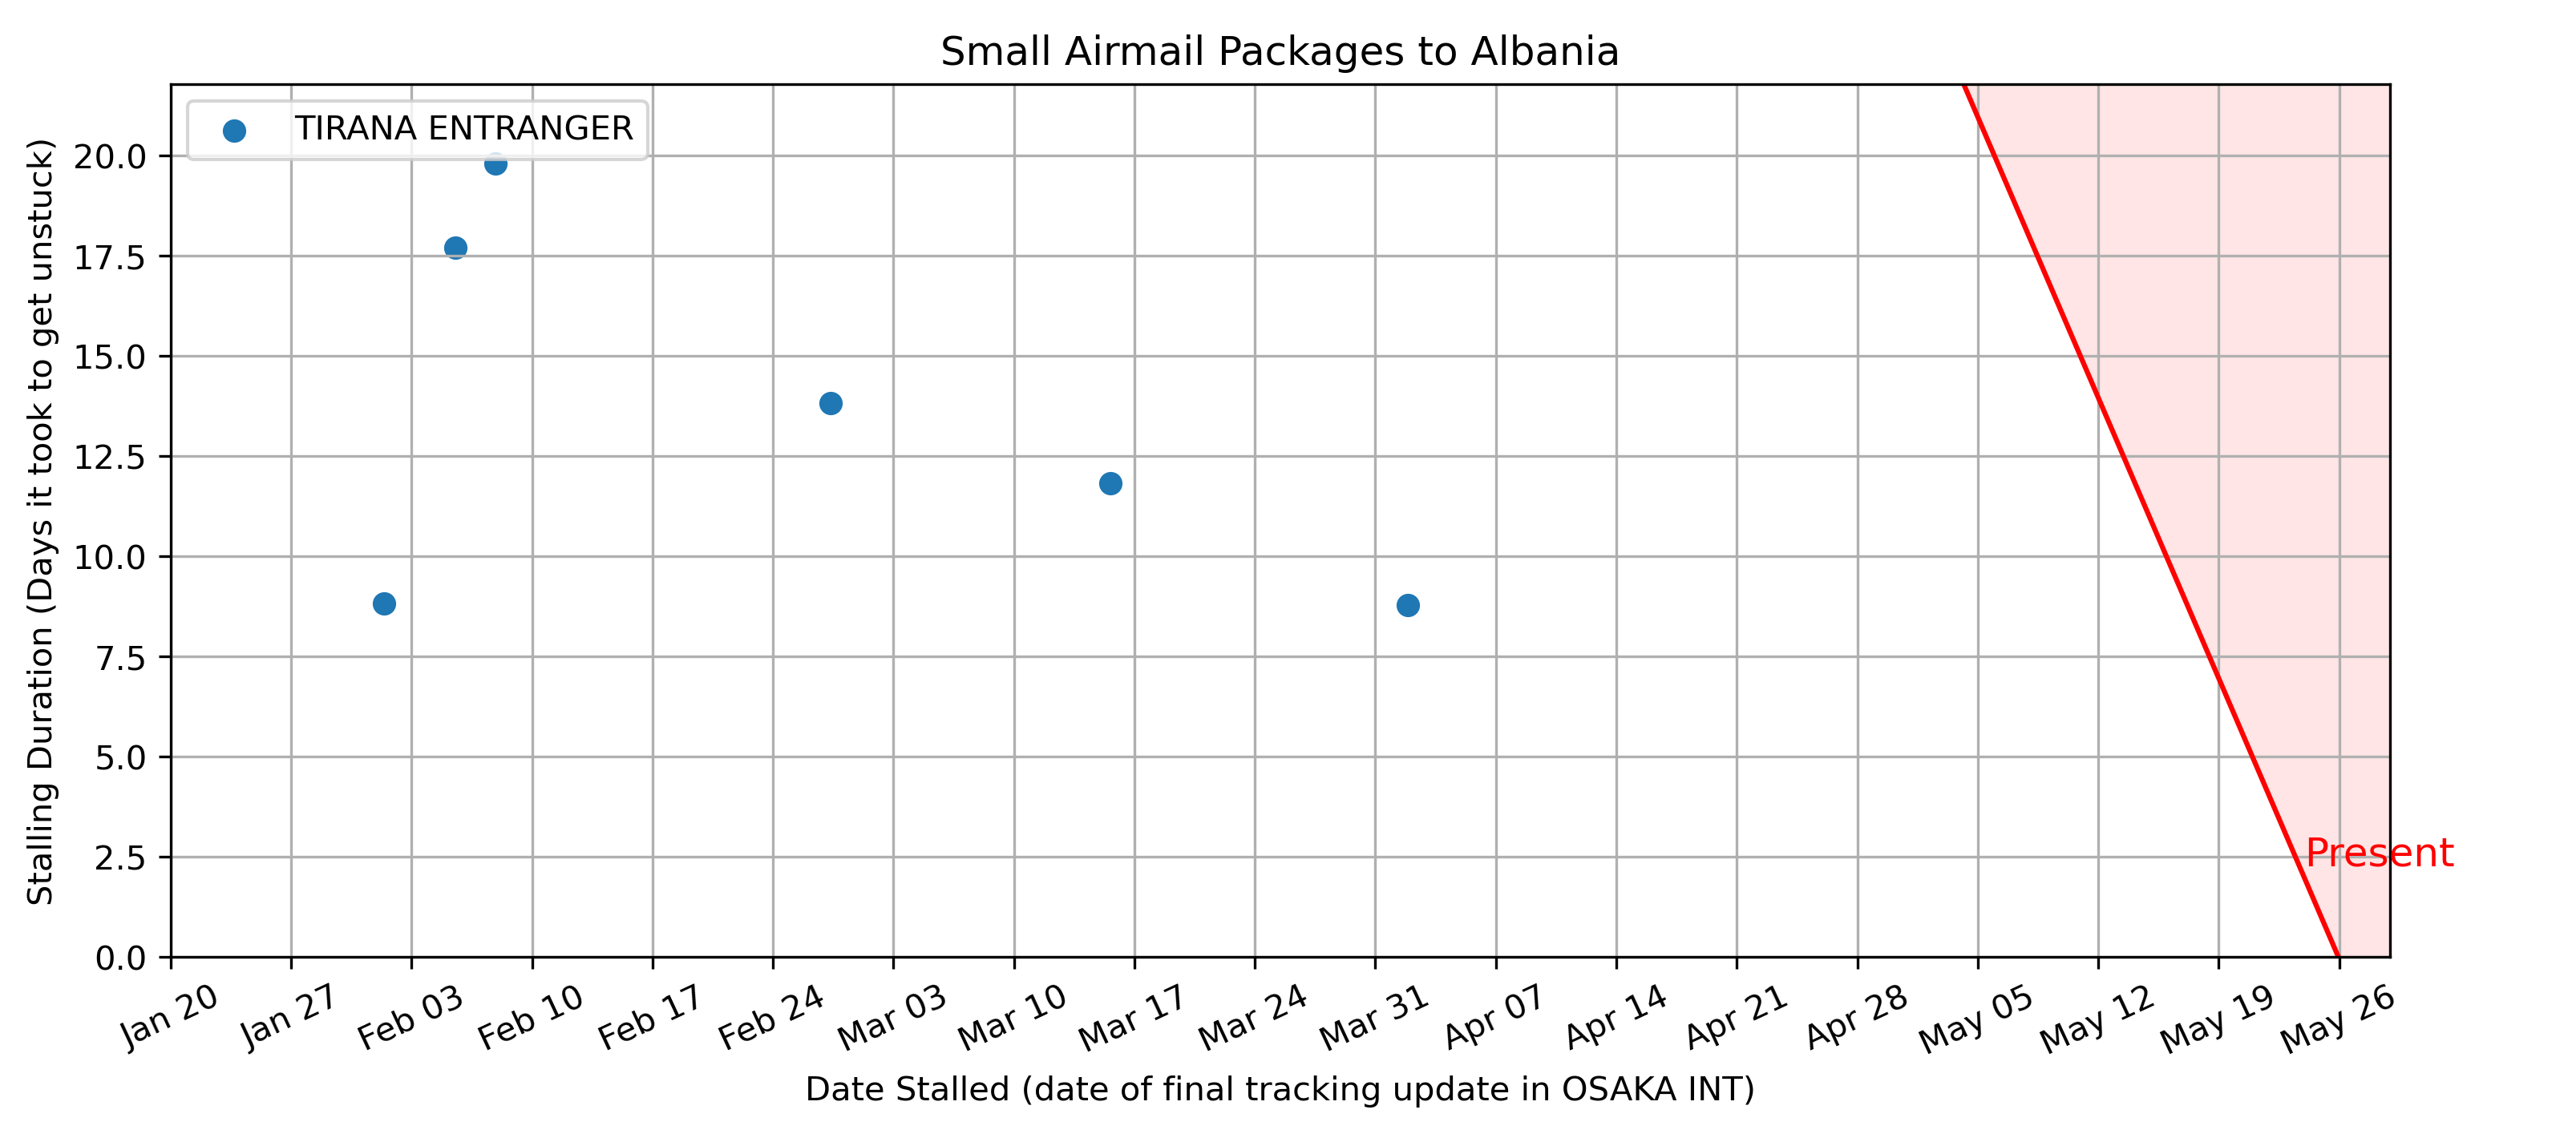 Small Airmail Packages to Albania
TIRANA ENTRANGER
Stalling Duration (Days it took to get unstuck)
20.0
17.5
15.0
12.5
10.0
7.5
5.0
2.5
0.0
Present
Jan 20 Jan 27 Feb 03 Feb 10 Feb 17 Feb 24 Mar 03 Mar 10 Mar 17 Mar 24 Mar 31 Apr 07 Apr 14 Apr 21 Apr 28 May 05 May 12 May 19 May 26
Date Stalled (date of final tracking update in OSAKA INT)